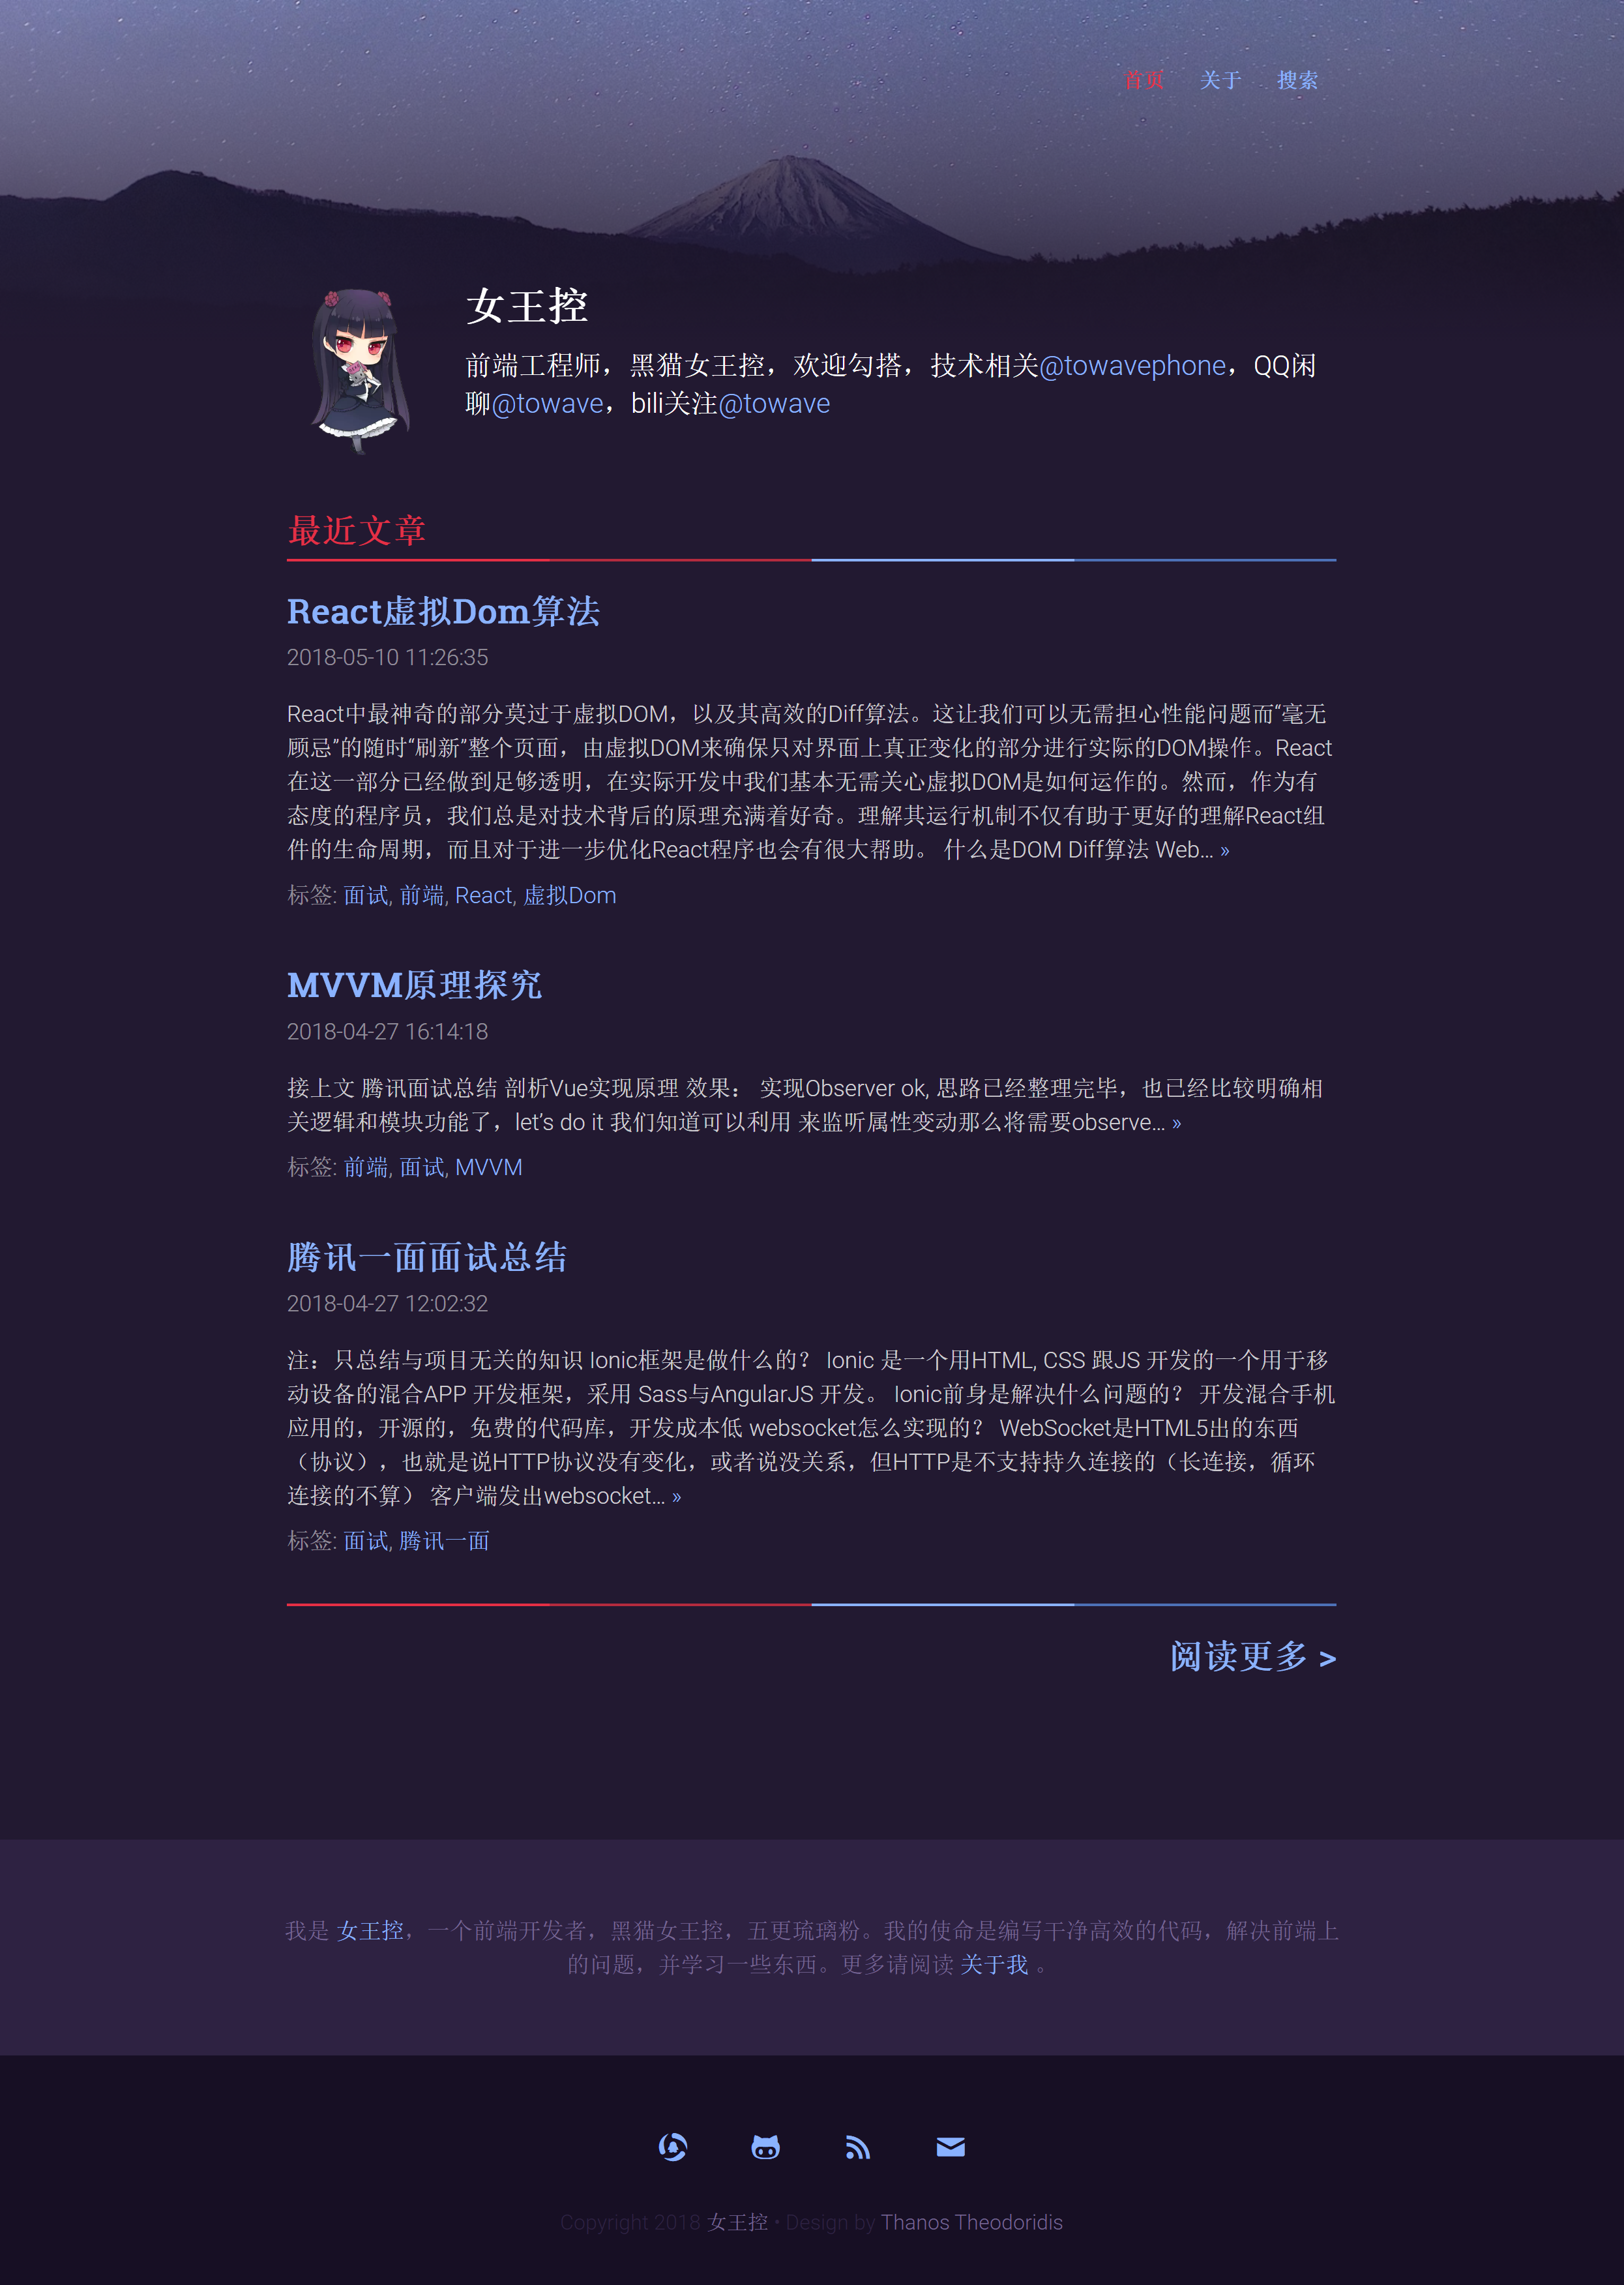 首页 关于 搜索
女王控
前端工程师，黑猫女王控，欢迎勾搭，技术相关@towavephone，QQ闲
聊@towave，bili关注@towave
最近文章
React虚拟Dom算法
2018-05-10 11:26:35
React中最神奇的部分莫过于虚拟DOM，以及其高效的Diff算法。这让我们可以无需担心性能问题而“毫无
顾忌”的随时“刷新”整个页面，由虚拟DOM来确保只对界面上真正变化的部分进行实际的DOM操作。React
在这一部分已经做到足够透明，在实际开发中我们基本无需关心虚拟DOM是如何运作的。然而，作为有
态度的程序员，我们总是对技术背后的原理充满着好奇。理解其运行机制不仅有助于更好的理解React组
件的生命周期，而且对于进一步优化React程序也会有很大帮助。 什么是DOM Diff算法 Web… »
标签: 面试, 前端, React, 虚拟Dom
MVVM原理探究
2018-04-27 16:14:18
接上文 腾讯面试总结 剖析Vue实现原理 效果： 实现Observer ok, 思路已经整理完毕，也已经比较明确相
关逻辑和模块功能了，let’s do it 我们知道可以利用 来监听属性变动那么将需要observe… »
标签: 前端, 面试, MVVM
腾讯一面面试总结
2018-04-27 12:02:32
注：只总结与项目无关的知识 Ionic框架是做什么的？ Ionic 是一个用HTML, CSS 跟JS 开发的一个用于移
动设备的混合APP 开发框架，采用 Sass与AngularJS 开发。 Ionic前身是解决什么问题的？ 开发混合手机
应用的，开源的，免费的代码库，开发成本低 websocket怎么实现的？ WebSocket是HTML5出的东西
（协议），也就是说HTTP协议没有变化，或者说没关系，但HTTP是不支持持久连接的（长连接，循环
连接的不算） 客户端发出websocket… »
标签: 面试, 腾讯一面
阅读更多 >
我是 女王控，一个前端开发者，黑猫女王控，五更琉璃粉。我的使命是编写干净高效的代码，解决前端上
的问题，并学习一些东西。更多请阅读 关于我 。
Copyright 2018 女王控 • Design by Thanos Theodoridis